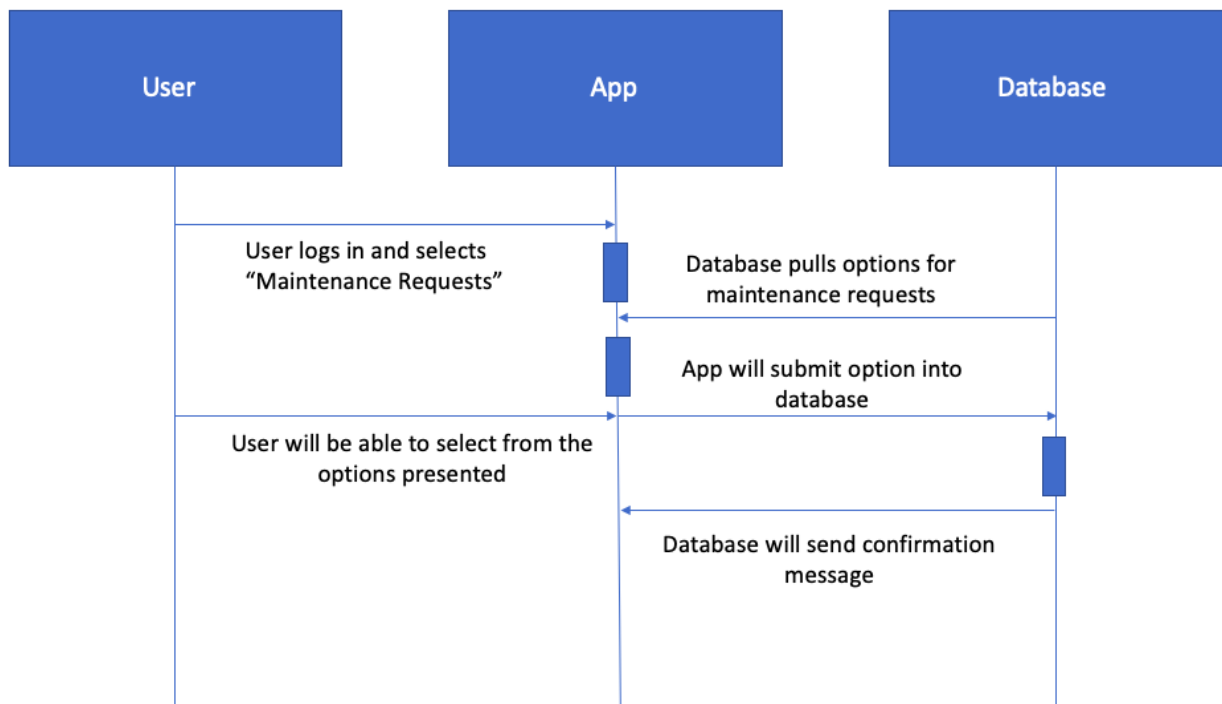 User
App
Database
User logs in and selects
“Maintenance Requests”
Database pulls options for
maintenance requests
App will submit option into
database
User will be able to select from the
options presented
Database will send confirmation
message